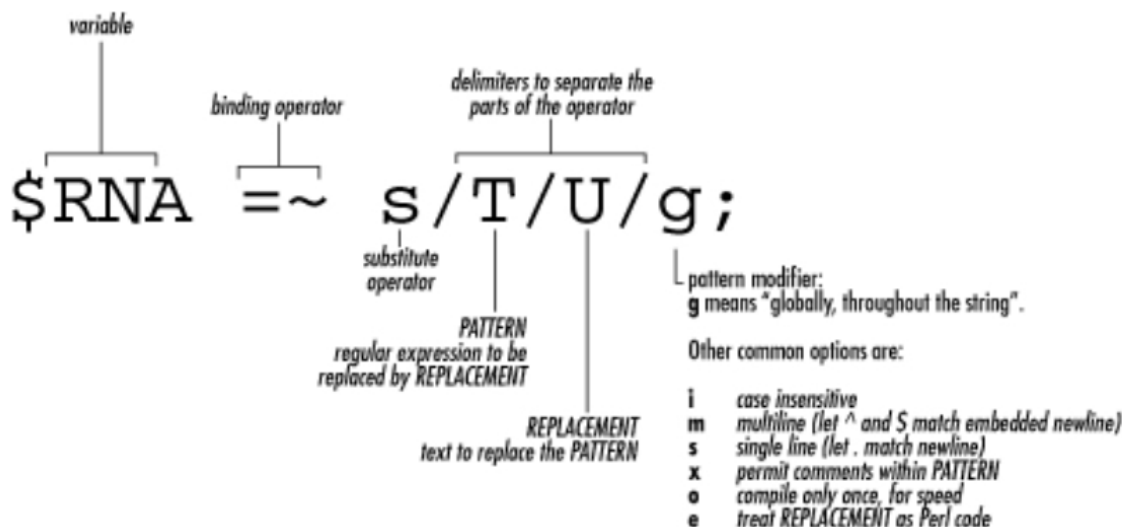 variable
binding operator
delimiters to separate the
parts of the operator
$RNA =~ s/T/U/g;
substitute
operator
PATTERN
regular expression to be
replaced by REPLACEMENT
REPLACEMENT
text to replace the PATTERN
pattern modifier:
g means “globally, throughout the string”.
Other common options are:
i case insensitive
m multiline (let ^ and $ match embedded newline)
s single line (let . match newline)
x permit comments within PATTERN
o compile only once, for speed
e treat REPLACEMENT as Perl code